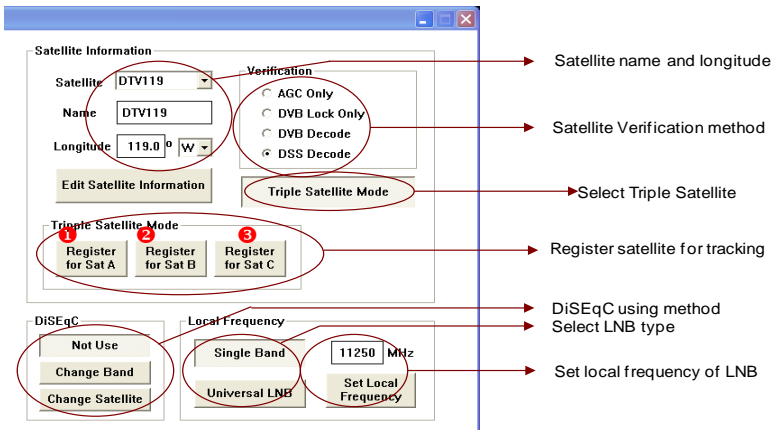 Satellite Information
Satellite DTV119
Name DTV119
Longitude 119.0 º W
Edit Satellite Information
Verification
AGC Only
DVB Lock Only
DVB Decode
DSS Decode
Triple Satellite Mode
Tripple Satellite Mode
1 2 3
Register for Sat A
Register for Sat B
Register for Sat C
DiSEqC
Not Use
Change Band
Change Satellite
Local Frequency
Single Band
Universal LNB
11250 MHz
Set Local Frequency
Satellite name and longitude
Satellite Verification method
Select Triple Satellite
Register satellite for tracking
DiSEqC using method
Select LNB type
Set local frequency of LNB